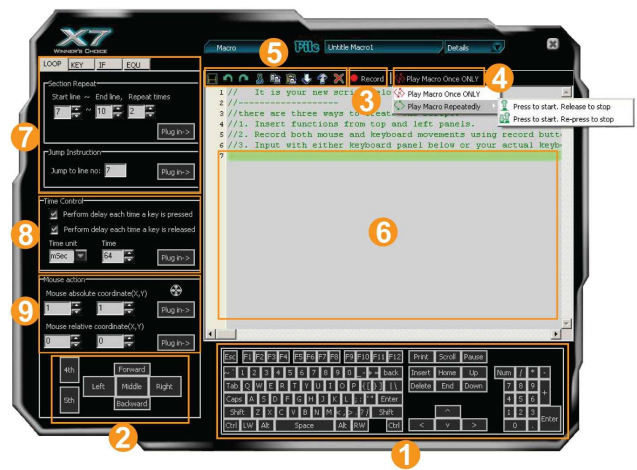 X7
WINNER'S CHOICE
Macro
File
Untitle Macro1
Details
5
LOOP KEY IF EQU
Record
Play Macro Once ONLY
4
3
Play Macro Once ONLY
Play Macro Repeatedly
Press to start. Release to stop
Press to start. Re-press to stop
1 // It is your new scri
2 //------------------
3 //there are three ways to
4 //1. Insert functions from top and left panels.
5 //2. Record both mouse and keyboard movements using record butto
6 //3. Input with either keyboard panel below or your actual keybo
7
Section Repeat
Start line ~ End line, Repeat times
7 ~ 10 2
Plug in->
7
Jump Instruction
Jump to line no: 7 Plug in->
6
Time Control
Perform delay each time a key is pressed
Perform delay each time a key is released
8
Time unit Time
mSec 64 Plug in->
Mouse action
Mouse absolute coordinate(X,Y)
1 1 Plug in->
9
Mouse relative coordinate(X,Y)
0 0 Plug in->
4th Forward
Left Middle Right
5th Backward
2
Esc F1 F2 F3 F4 F5 F6 F7 F8 F9 F10 F11 F12 Print Scroll Pause
~ ` 1 2 3 4 5 6 7 8 9 0 _ - + = back Insert Home Up Num / * -
Tab Q W E R T Y U I O P { [ } ] | \ Delete End Down 7 8 9 +
Caps A S D F G H J K L ; : ' " Enter 4 5 6
Shift Z X C V B N M < , > . ? / Shift ^ 1 2 3 Enter
Ctrl LW Alt Space Alt RW Ctrl < v > 0 .
1